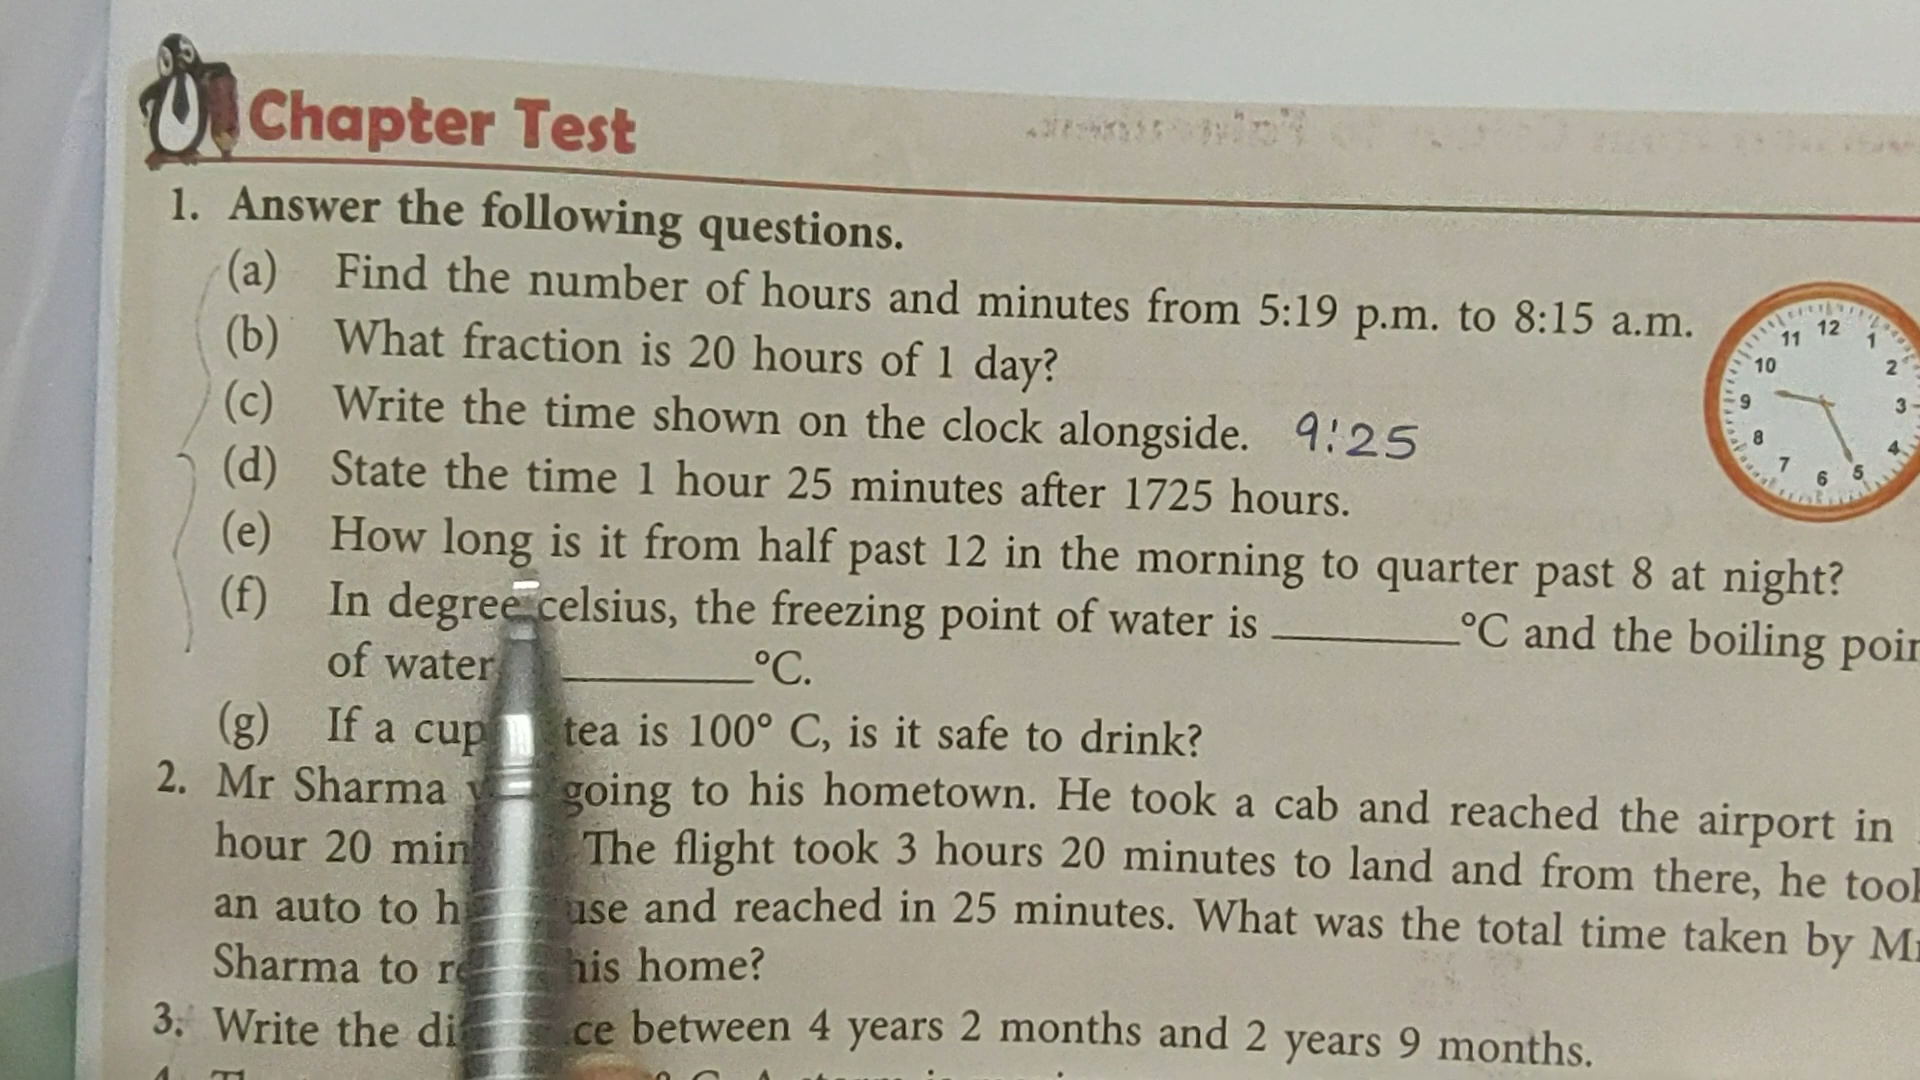 Chapter Test
1. Answer the following questions.
(a) Find the number of hours and minutes from 5:19 p.m. to 8:15 a.m.
(b) What fraction is 20 hours of 1 day?
(c) Write the time shown on the clock alongside. 9:25
(d) State the time 1 hour 25 minutes after 1725 hours.
(e) How long is it from half past 12 in the morning to quarter past 8 at night?
(f) In degree celsius, the freezing point of water is ________°C and the boiling
of water ________°C.
(g) If a cup tea is 100° C, is it safe to drink?
2. Mr Sharma going to his hometown. He took a cab and reached the airport in
hour 20 The flight took 3 hours 20 minutes to land and from there, he
an auto to and reached in 25 minutes. What was the total time taken by
Sharma to his home?
3. Write the between 4 years 2 months and 2 years 9 months.
12
11
1
10
2
9
3
8
4
7
6
5